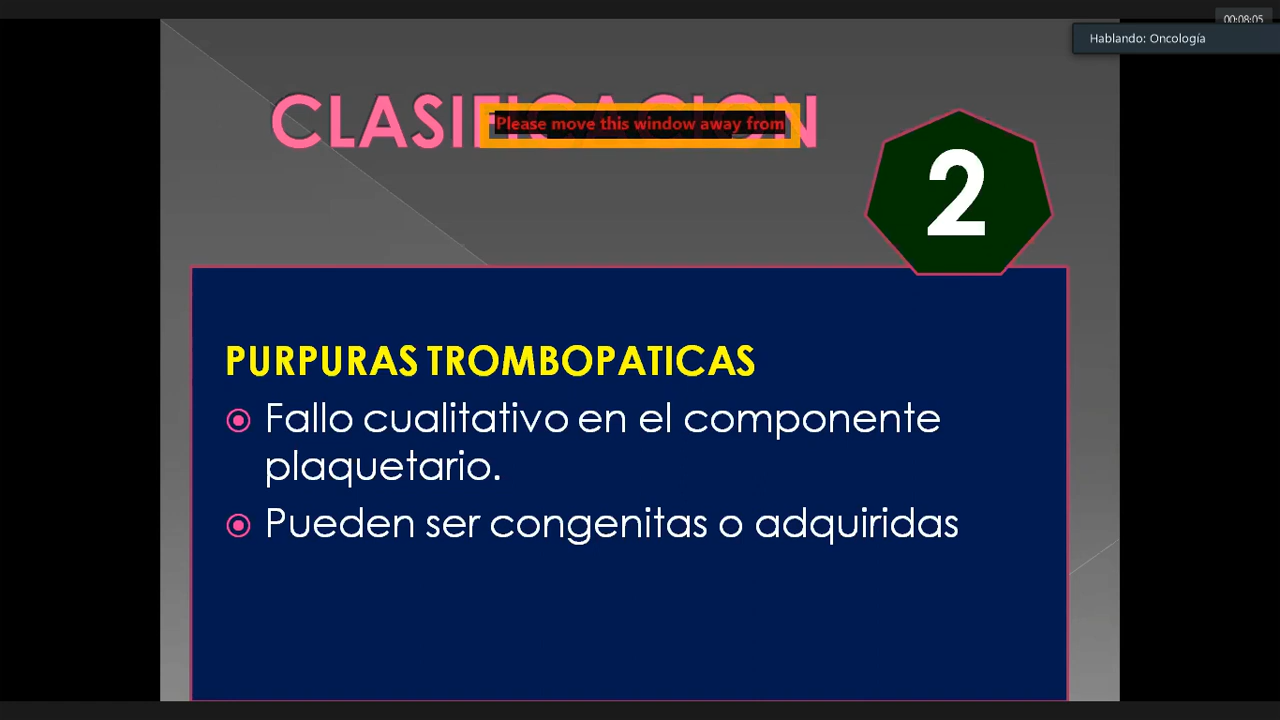 00:08:05
Hablando: Oncología
CLASIFICACION
Please move this window away from
2
PURPURAS TROMBOPATICAS
Fallo cualitativo en el componente
plaquetario.
Pueden ser congenitas o adquiridas